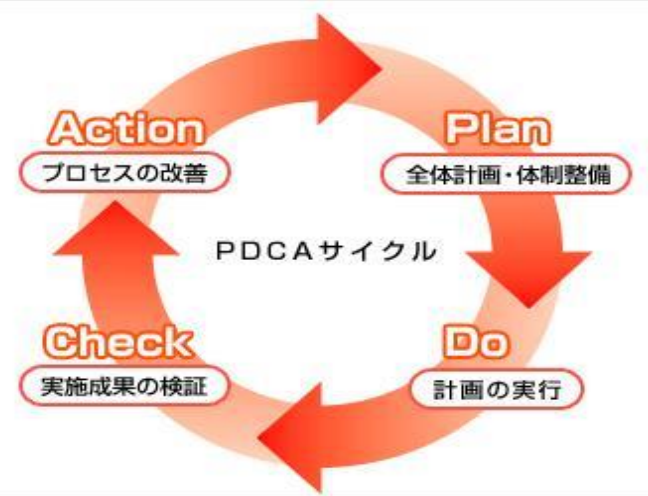 Action
プロセスの改善
Plan
全体計画・体制整備
PDCAサイクル
Check
実施成果の検証
Do
計画の実行